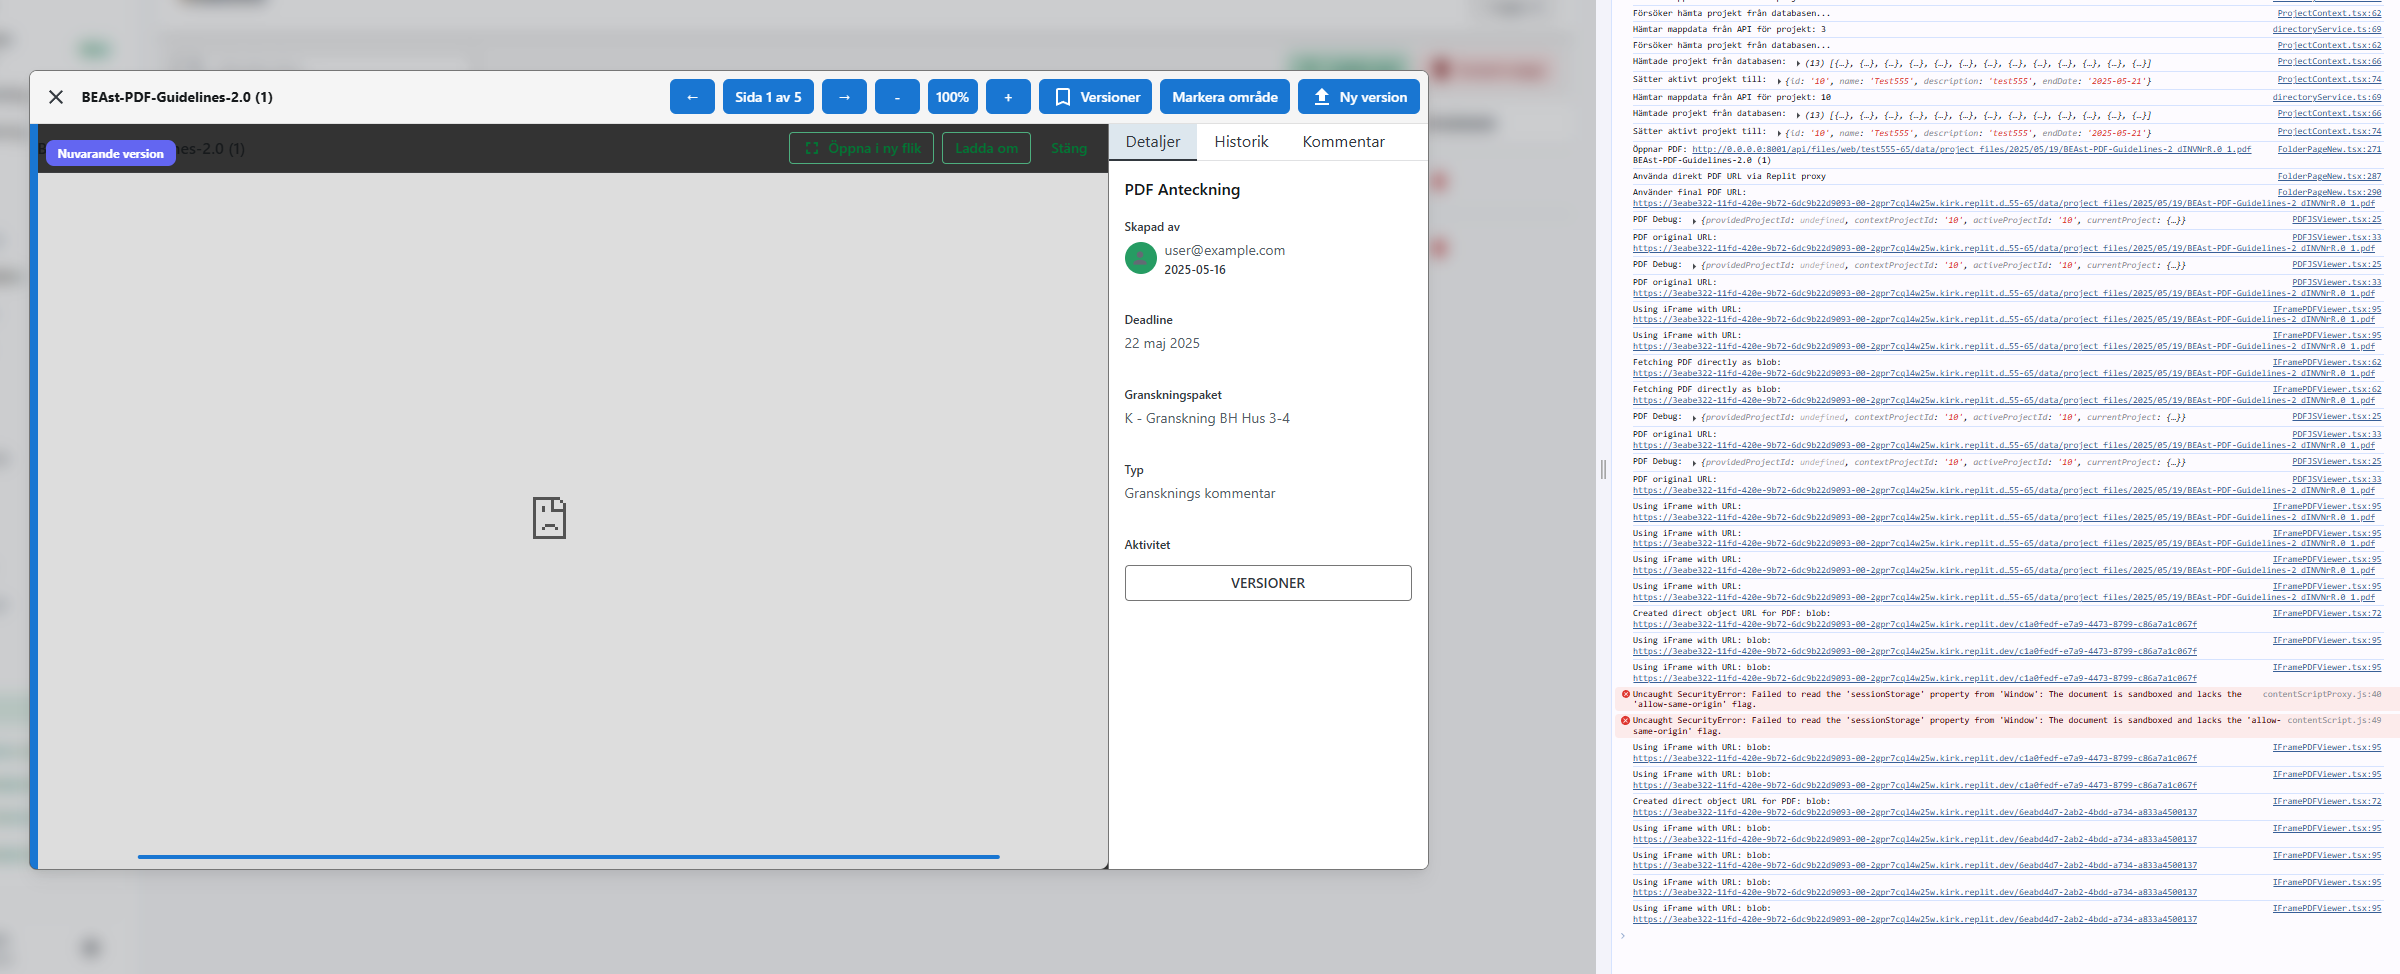 BEAst-PDF-Guidelines-2.0 (1)
←
Sida 1 av 5
→
-
100%
+
Versioner
Markera område
Ny version
Nuvarande version
es-2.0 (1)
Öppna i ny flik
Ladda om
Stäng
Detaljer
Historik
Kommentar
PDF Anteckning
Skapad av
user@example.com
2025-05-16
Deadline
22 maj 2025
Granskningspaket
K - Granskning BH Hus 3-4
Typ
Gransknings kommentar
Aktivitet
VERSIONER
Försöker hämta projekt från databasen... ProjectContext.tsx:62
Hämtar mappdata från API för projekt: 3 directoryService.ts:69
Försöker hämta projekt från databasen... ProjectContext.tsx:62
Hämtade projekt från databasen: ▸ (13) [{…}, {…}, {…}, {…}, {…}, {…}, {…}, {…}, {…}, {…}, {…}, {…}, {…}] ProjectContext.tsx:66
Sätter aktivt projekt till: ▸ {id: '10', name: 'Test555', description: 'test555', endDate: '2025-05-21'} ProjectContext.tsx:74
Hämtar mappdata från API för projekt: 10 directoryService.ts:69
Hämtade projekt från databasen: ▸ (13) [{…}, {…}, {…}, {…}, {…}, {…}, {…}, {…}, {…}, {…}, {…}, {…}, {…}] ProjectContext.tsx:66
Sätter aktivt projekt till: ▸ {id: '10', name: 'Test555', description: 'test555', endDate: '2025-05-21'} ProjectContext.tsx:74
Öppnar PDF: http://0.0.0.0:8001/api/files/web/test555-65/data/project_files/2025/05/19/BEAst-PDF-Guidelines-2_dINVNrR.0_1.pdf FolderPageNew.tsx:271
BEAst-PDF-Guidelines-2.0 (1)
Använda direkt PDF URL via Replit proxy FolderPageNew.tsx:287
Använder final PDF URL: FolderPageNew.tsx:290
https://3eabe322-11fd-420e-9b72-6dc9b22d9093-00-2gpr7cql4w25w.kirk.replit.d…55-65/data/project_files/2025/05/19/BEAst-PDF-Guidelines-2_dINVNrR.0_1.pdf
PDF Debug: ▸ {providedProjectId: undefined, contextProjectId: '10', activeProjectId: '10', currentProject: {…}} PDFJSViewer.tsx:25
PDF original URL: PDFJSViewer.tsx:33
https://3eabe322-11fd-420e-9b72-6dc9b22d9093-00-2gpr7cql4w25w.kirk.replit.d…55-65/data/project_files/2025/05/19/BEAst-PDF-Guidelines-2_dINVNrR.0_1.pdf
PDF Debug: ▸ {providedProjectId: undefined, contextProjectId: '10', activeProjectId: '10', currentProject: {…}} PDFJSViewer.tsx:25
PDF original URL: PDFJSViewer.tsx:33
https://3eabe322-11fd-420e-9b72-6dc9b22d9093-00-2gpr7cql4w25w.kirk.replit.d…55-65/data/project_files/2025/05/19/BEAst-PDF-Guidelines-2_dINVNrR.0_1.pdf
Using iFrame with URL: IFramePDFViewer.tsx:95
https://3eabe322-11fd-420e-9b72-6dc9b22d9093-00-2gpr7cql4w25w.kirk.replit.d…55-65/data/project_files/2025/05/19/BEAst-PDF-Guidelines-2_dINVNrR.0_1.pdf
Using iFrame with URL: IFramePDFViewer.tsx:95
https://3eabe322-11fd-420e-9b72-6dc9b22d9093-00-2gpr7cql4w25w.kirk.replit.d…55-65/data/project_files/2025/05/19/BEAst-PDF-Guidelines-2_dINVNrR.0_1.pdf
Fetching PDF directly as blob: IFramePDFViewer.tsx:62
https://3eabe322-11fd-420e-9b72-6dc9b22d9093-00-2gpr7cql4w25w.kirk.replit.d…55-65/data/project_files/2025/05/19/BEAst-PDF-Guidelines-2_dINVNrR.0_1.pdf
Fetching PDF directly as blob: IFramePDFViewer.tsx:62
https://3eabe322-11fd-420e-9b72-6dc9b22d9093-00-2gpr7cql4w25w.kirk.replit.d…55-65/data/project_files/2025/05/19/BEAst-PDF-Guidelines-2_dINVNrR.0_1.pdf
PDF Debug: ▸ {providedProjectId: undefined, contextProjectId: '10', activeProjectId: '10', currentProject: {…}} PDFJSViewer.tsx:25
PDF original URL: PDFJSViewer.tsx:33
https://3eabe322-11fd-420e-9b72-6dc9b22d9093-00-2gpr7cql4w25w.kirk.replit.d…55-65/data/project_files/2025/05/19/BEAst-PDF-Guidelines-2_dINVNrR.0_1.pdf
PDF Debug: ▸ {providedProjectId: undefined, contextProjectId: '10', activeProjectId: '10', currentProject: {…}} PDFJSViewer.tsx:25
PDF original URL: PDFJSViewer.tsx:33
https://3eabe322-11fd-420e-9b72-6dc9b22d9093-00-2gpr7cql4w25w.kirk.replit.d…55-65/data/project_files/2025/05/19/BEAst-PDF-Guidelines-2_dINVNrR.0_1.pdf
Using iFrame with URL: IFramePDFViewer.tsx:95
https://3eabe322-11fd-420e-9b72-6dc9b22d9093-00-2gpr7cql4w25w.kirk.replit.d…55-65/data/project_files/2025/05/19/BEAst-PDF-Guidelines-2_dINVNrR.0_1.pdf
Using iFrame with URL: IFramePDFViewer.tsx:95
https://3eabe322-11fd-420e-9b72-6dc9b22d9093-00-2gpr7cql4w25w.kirk.replit.d…55-65/data/project_files/2025/05/19/BEAst-PDF-Guidelines-2_dINVNrR.0_1.pdf
Using iFrame with URL: IFramePDFViewer.tsx:95
https://3eabe322-11fd-420e-9b72-6dc9b22d9093-00-2gpr7cql4w25w.kirk.replit.d…55-65/data/project_files/2025/05/19/BEAst-PDF-Guidelines-2_dINVNrR.0_1.pdf
Using iFrame with URL: IFramePDFViewer.tsx:95
https://3eabe322-11fd-420e-9b72-6dc9b22d9093-00-2gpr7cql4w25w.kirk.replit.d…55-65/data/project_files/2025/05/19/BEAst-PDF-Guidelines-2_dINVNrR.0_1.pdf
Created direct object URL for PDF: blob: IFramePDFViewer.tsx:72
https://3eabe322-11fd-420e-9b72-6dc9b22d9093-00-2gpr7cql4w25w.kirk.replit.dev/c1a0fedf-e7a9-4473-8799-c86a7a1c067f
Using iFrame with URL: blob: IFramePDFViewer.tsx:95
https://3eabe322-11fd-420e-9b72-6dc9b22d9093-00-2gpr7cql4w25w.kirk.replit.dev/c1a0fedf-e7a9-4473-8799-c86a7a1c067f
Using iFrame with URL: blob: IFramePDFViewer.tsx:95
https://3eabe322-11fd-420e-9b72-6dc9b22d9093-00-2gpr7cql4w25w.kirk.replit.dev/c1a0fedf-e7a9-4473-8799-c86a7a1c067f
Uncaught SecurityError: Failed to read the 'sessionStorage' property from 'Window': The document is sandboxed and lacks the contentScriptProxy.js:40
'allow-same-origin' flag.
Uncaught SecurityError: Failed to read the 'sessionStorage' property from 'Window': The document is sandboxed and lacks the 'allow- contentScript.js:49
same-origin' flag.
Using iFrame with URL: blob: IFramePDFViewer.tsx:95
https://3eabe322-11fd-420e-9b72-6dc9b22d9093-00-2gpr7cql4w25w.kirk.replit.dev/c1a0fedf-e7a9-4473-8799-c86a7a1c067f
Using iFrame with URL: blob: IFramePDFViewer.tsx:95
https://3eabe322-11fd-420e-9b72-6dc9b22d9093-00-2gpr7cql4w25w.kirk.replit.dev/c1a0fedf-e7a9-4473-8799-c86a7a1c067f
Created direct object URL for PDF: blob: IFramePDFViewer.tsx:72
https://3eabe322-11fd-420e-9b72-6dc9b22d9093-00-2gpr7cql4w25w.kirk.replit.dev/6eabd4d7-2ab2-4bdd-a734-a833a4500137
Using iFrame with URL: blob: IFramePDFViewer.tsx:95
https://3eabe322-11fd-420e-9b72-6dc9b22d9093-00-2gpr7cql4w25w.kirk.replit.dev/6eabd4d7-2ab2-4bdd-a734-a833a4500137
Using iFrame with URL: blob: IFramePDFViewer.tsx:95
https://3eabe322-11fd-420e-9b72-6dc9b22d9093-00-2gpr7cql4w25w.kirk.replit.dev/6eabd4d7-2ab2-4bdd-a734-a833a4500137
Using iFrame with URL: blob: IFramePDFViewer.tsx:95
https://3eabe322-11fd-420e-9b72-6dc9b22d9093-00-2gpr7cql4w25w.kirk.replit.dev/6eabd4d7-2ab2-4bdd-a734-a833a4500137
Using iFrame with URL: blob: IFramePDFViewer.tsx:95
https://3eabe322-11fd-420e-9b72-6dc9b22d9093-00-2gpr7cql4w25w.kirk.replit.dev/6eabd4d7-2ab2-4bdd-a734-a833a4500137